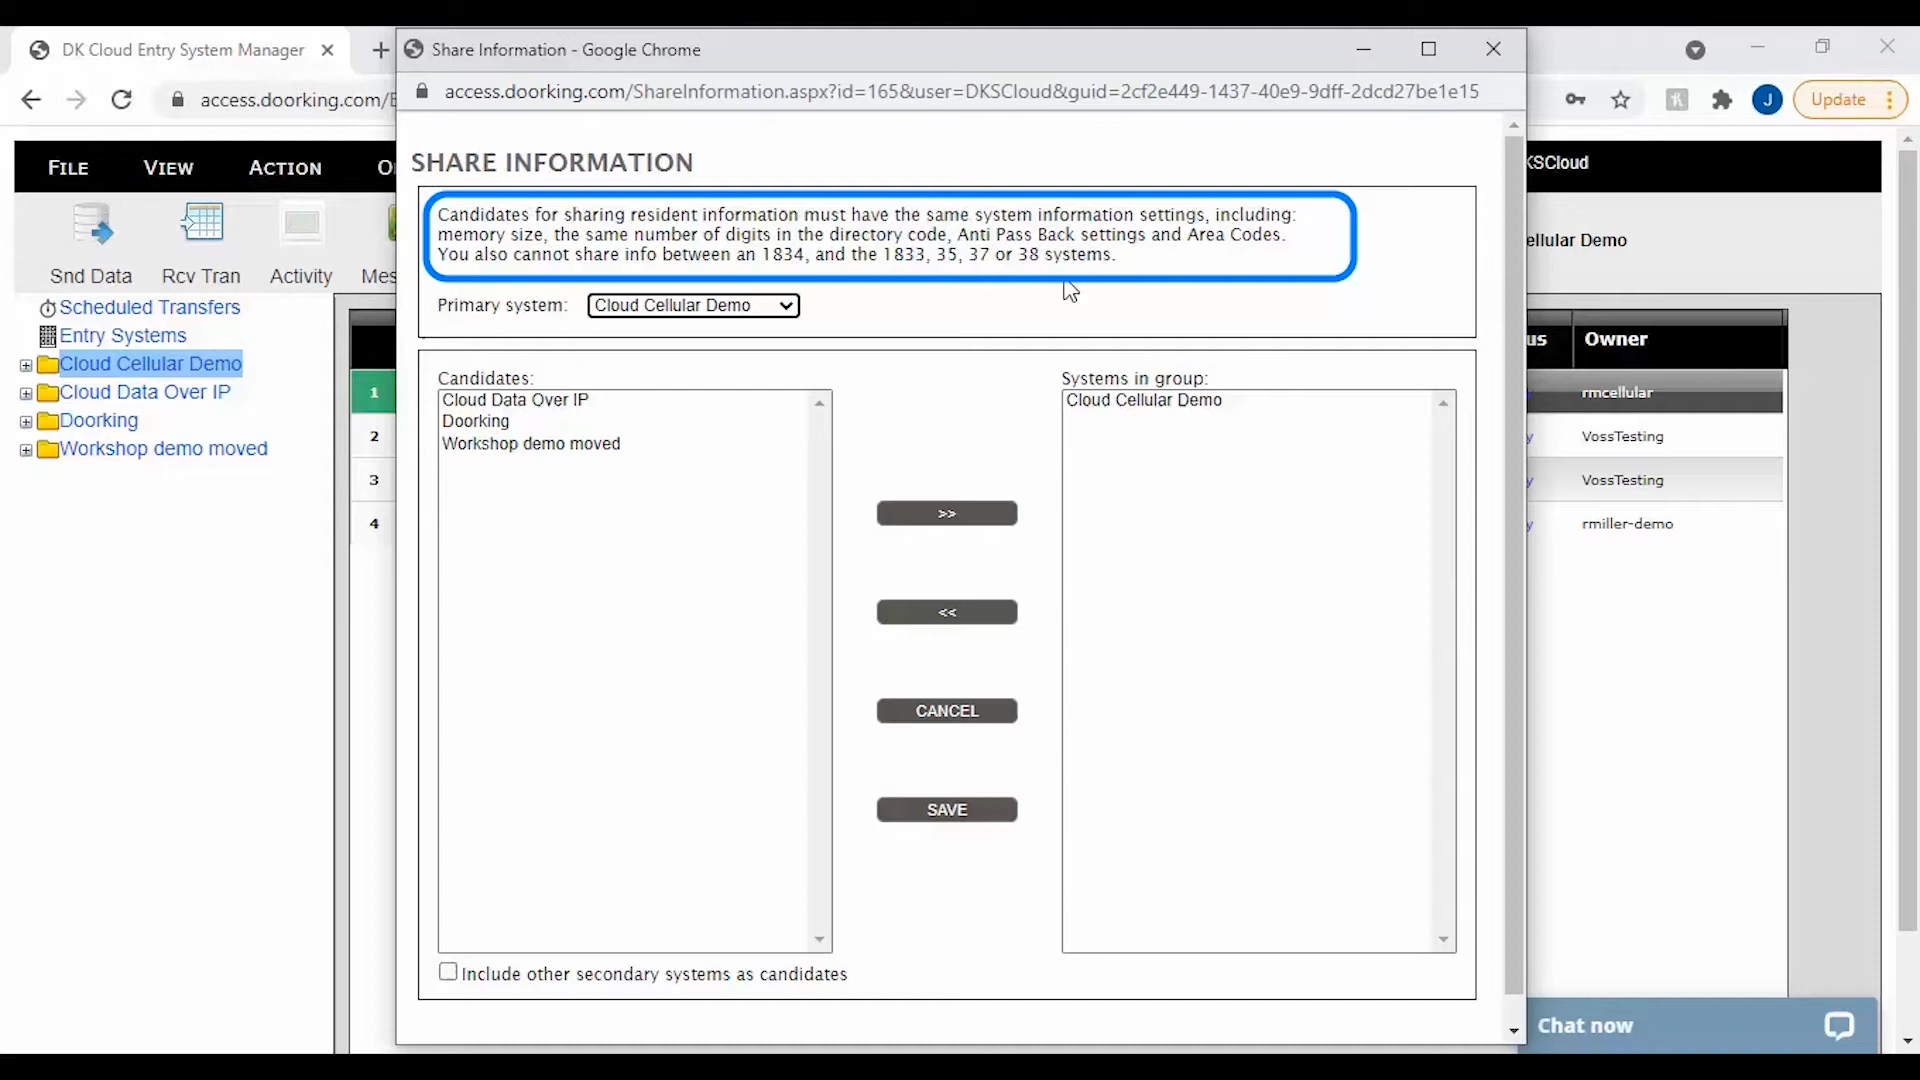 DK Cloud Entry System Manager
Share Information - Google Chrome
access.doorking.com/E
access.doorking.com/ShareInformation.aspx?id=165&user=DKSCloud&guid=2cf2e449-1437-40e9-9dff-2dcd27be1e15
J
Update
FILE VIEW ACTION O
KSCloud
Snd Data Rcv Tran Activity Mes
ellular Demo
Scheduled Transfers
Entry Systems
Cloud Cellular Demo
Cloud Data Over IP
Doorking
Workshop demo moved
1
2
3
4
SHARE INFORMATION
Candidates for sharing resident information must have the same system information settings, including:
memory size, the same number of digits in the directory code, Anti Pass Back settings and Area Codes.
You also cannot share info between an 1834, and the 1833, 35, 37 or 38 systems.
Primary system: Cloud Cellular Demo
Candidates:
Cloud Data Over IP
Doorking
Workshop demo moved
>>
<<
CANCEL
SAVE
Systems in group:
Cloud Cellular Demo
Include other secondary systems as candidates
us Owner
rmcellular
y VossTesting
y VossTesting
y rmiller-demo
Chat now